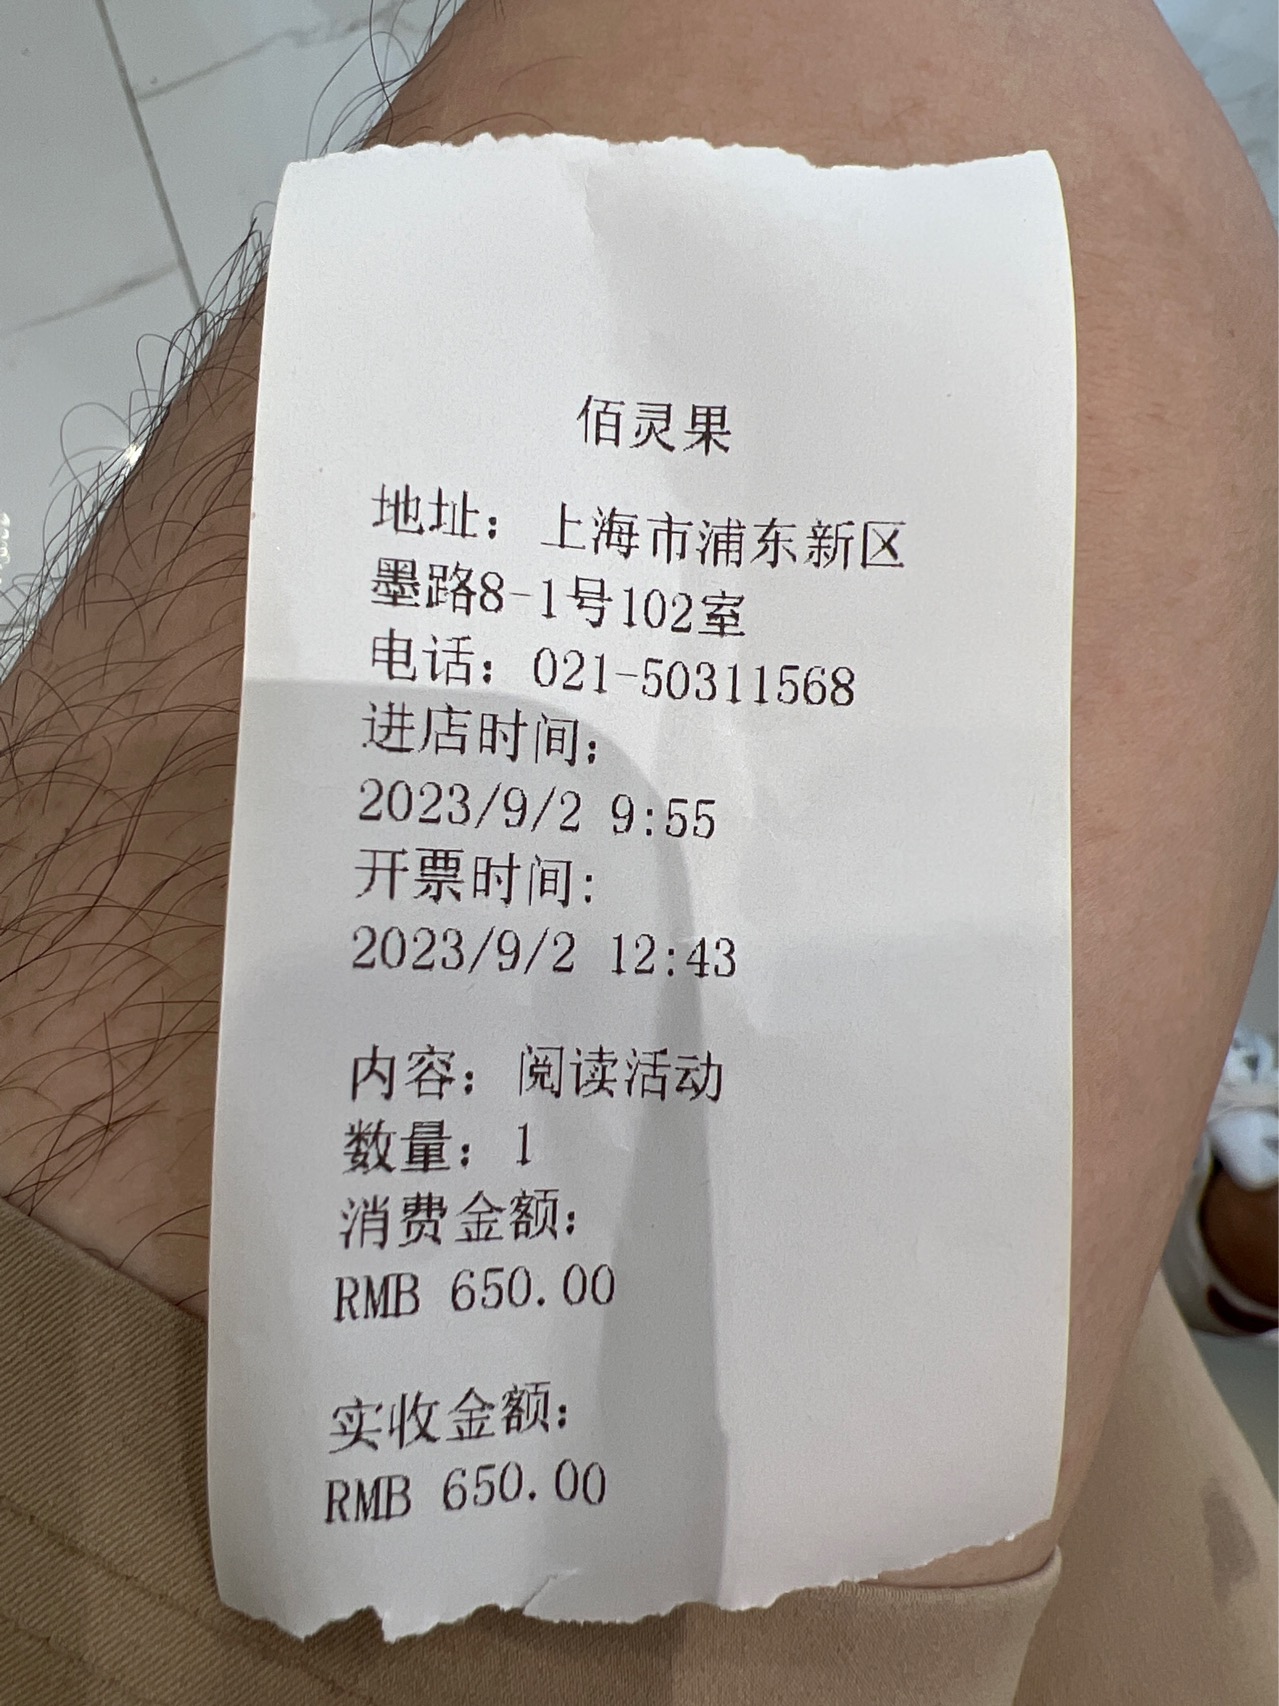 佰灵果
地址：上海市浦东新区
墨路8-1号102室
电话：021-50311568
进店时间：
2023/9/2 9:55
开票时间：
2023/9/2 12:43
内容：阅读活动
数量：1
消费金额：
RMB 650.00
实收金额：
RMB 650.00